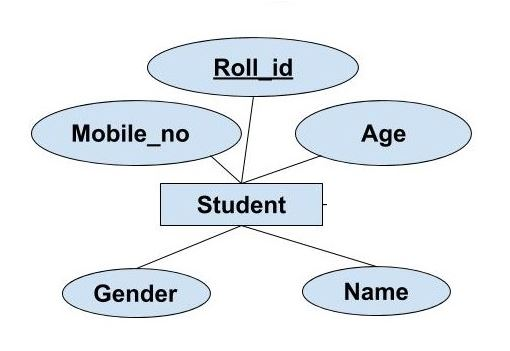 Roll_id
Mobile_no
Age
Student
Gender
Name